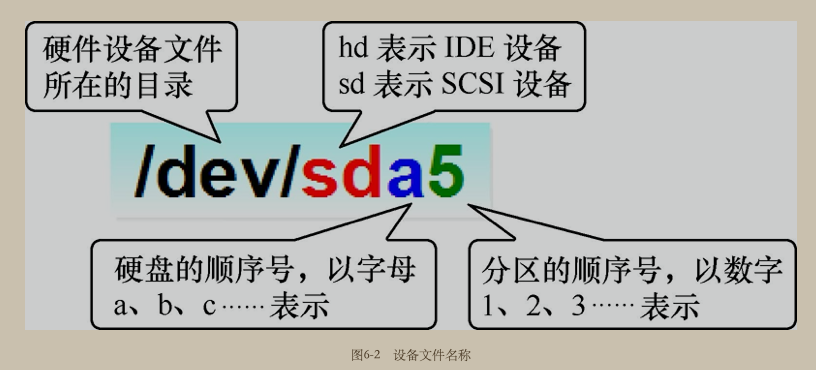 硬件设备文件
所在的目录
hd 表示 IDE 设备
sd 表示 SCSI 设备
/dev/sda5
硬盘的顺序号，以字母
a、b、c……表示
分区的顺序号，以数字
1、2、3……表示
图6-2 设备文件名称